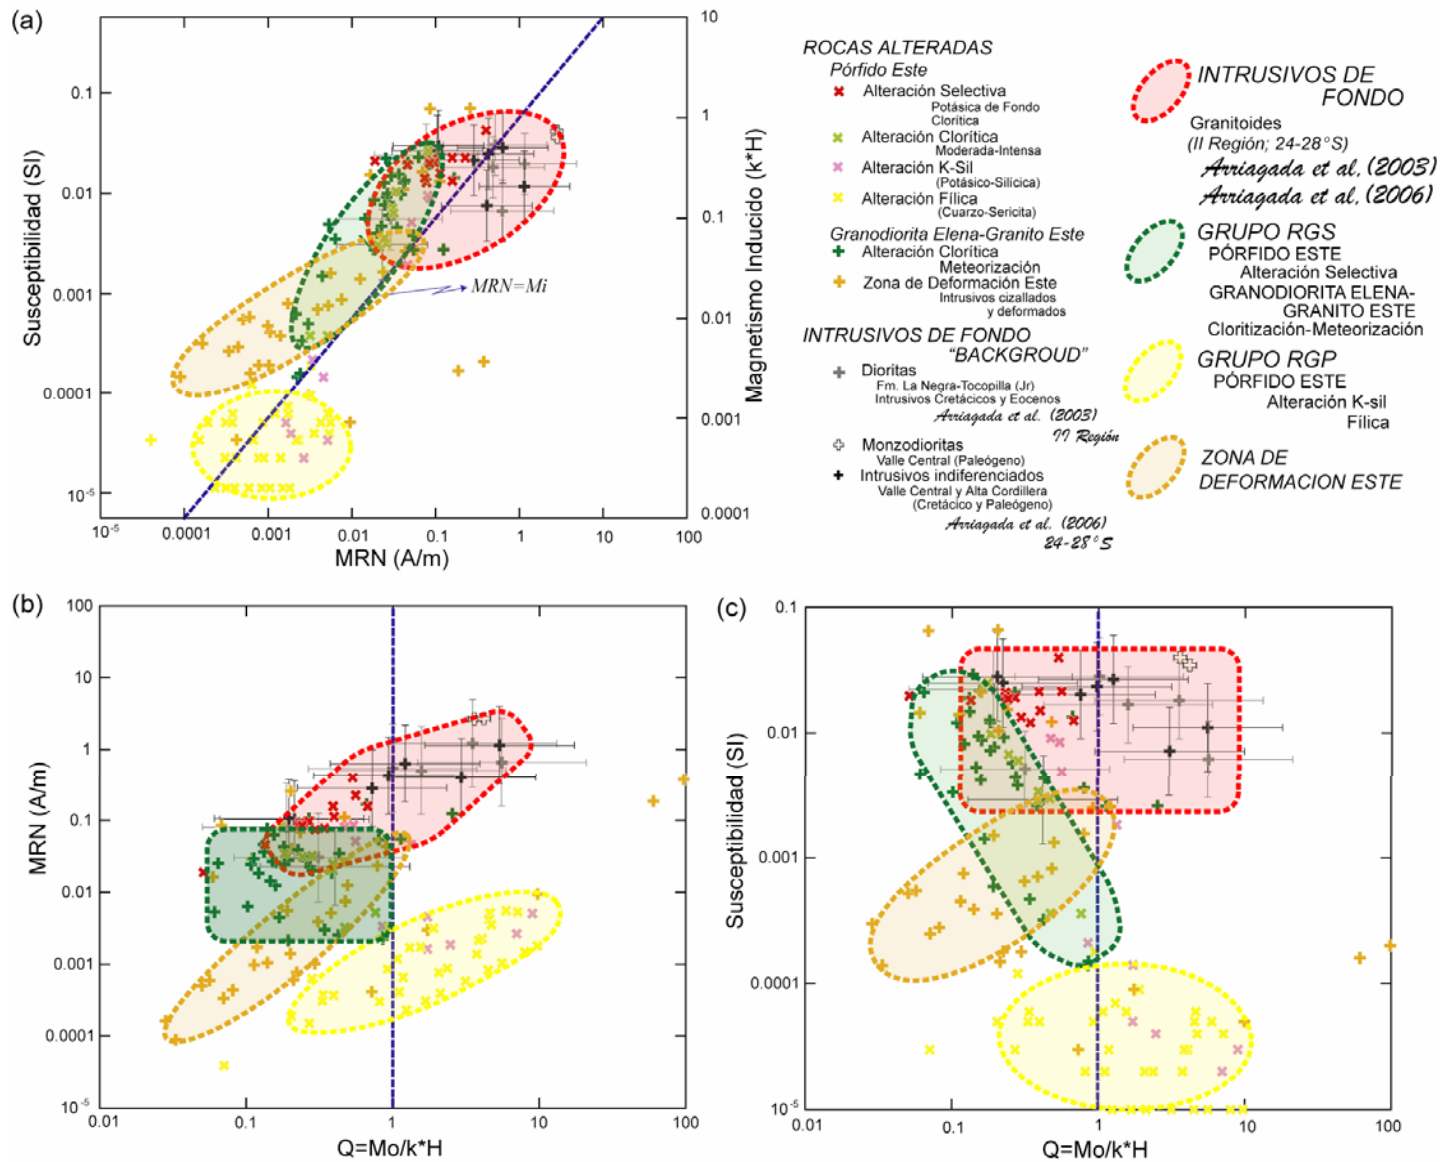 (a)
Susceptibilidad (SI)
0.1
0.01
0.001
0.0001
10-5
10-5
0.0001
0.001
0.01
0.1
1
10
100
MRN (A/m)
10
1
0.1
0.01
0.001
0.0001
Magnetismo Inducido (k*H)
MRN=Mi
ROCAS ALTERADAS
Pórfido Este
Alteración Selectiva
Potásica de Fondo
Clorítica
Alteración Clorítica
Moderada-Intensa
Alteración K-Sil
(Potásico-Silícica)
Alteración Fílica
(Cuarzo-Sericita)
Granodiorita Elena-Granito Este
Alteración Clorítica
Meteorización
Zona de Deformación Este
Intrusivos cizallados
y deformados
INTRUSIVOS DE FONDO
"BACKGROUD"
Dioritas
Fm. La Negra-Tocopilla (Jr)
Intrusivos Cretácicos y Eocenos
Arriagada et al. (2003)
II Región
Monzodioritas
Valle Central (Paleógeno)
Intrusivos indiferenciados
Valle Central y Alta Cordillera
(Cretácico y Paleógeno)
Arriagada et al. (2006)
24-28°S
INTRUSIVOS DE
FONDO
Granitoides
(II Región; 24-28°S)
Arriagada et al. (2003)
Arriagada et al. (2006)
GRUPO RGS
PÓRFIDO ESTE
Alteración Selectiva
GRANODIORITA ELENA-
GRANITO ESTE
Cloritización-Meteorización
GRUPO RGP
PÓRFIDO ESTE
Alteración K-sil
Fílica
ZONA DE
DEFORMACION ESTE
(b)
MRN (A/m)
100
10
1
0.1
0.01
0.001
0.0001
10-5
0.01
0.1
1
10
100
Q=Mo/k*H
(c)
Susceptibilidad (SI)
0.1
0.01
0.001
0.0001
10-5
0.1
1
10
100
Q=Mo/k*H